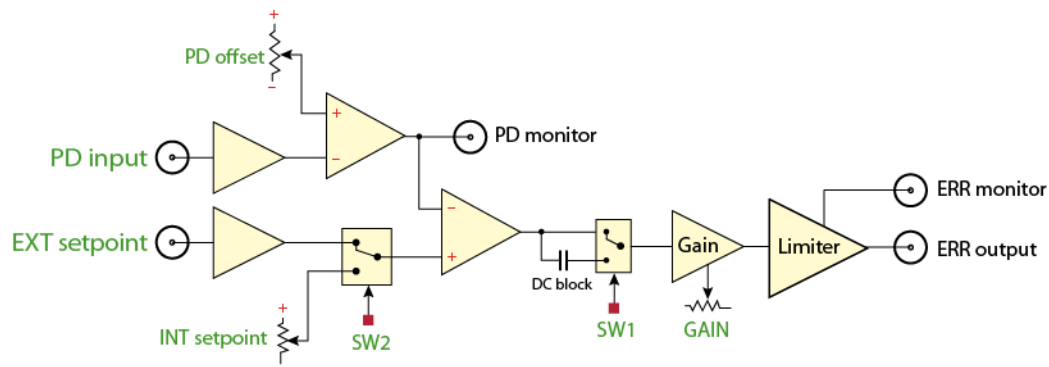 +
PD offset
−
+
−
PD monitor
PD input
ERR monitor
−
EXT setpoint
+
Gain
Limiter
ERR output
DC block
+
INT setpoint
SW2
SW1
GAIN